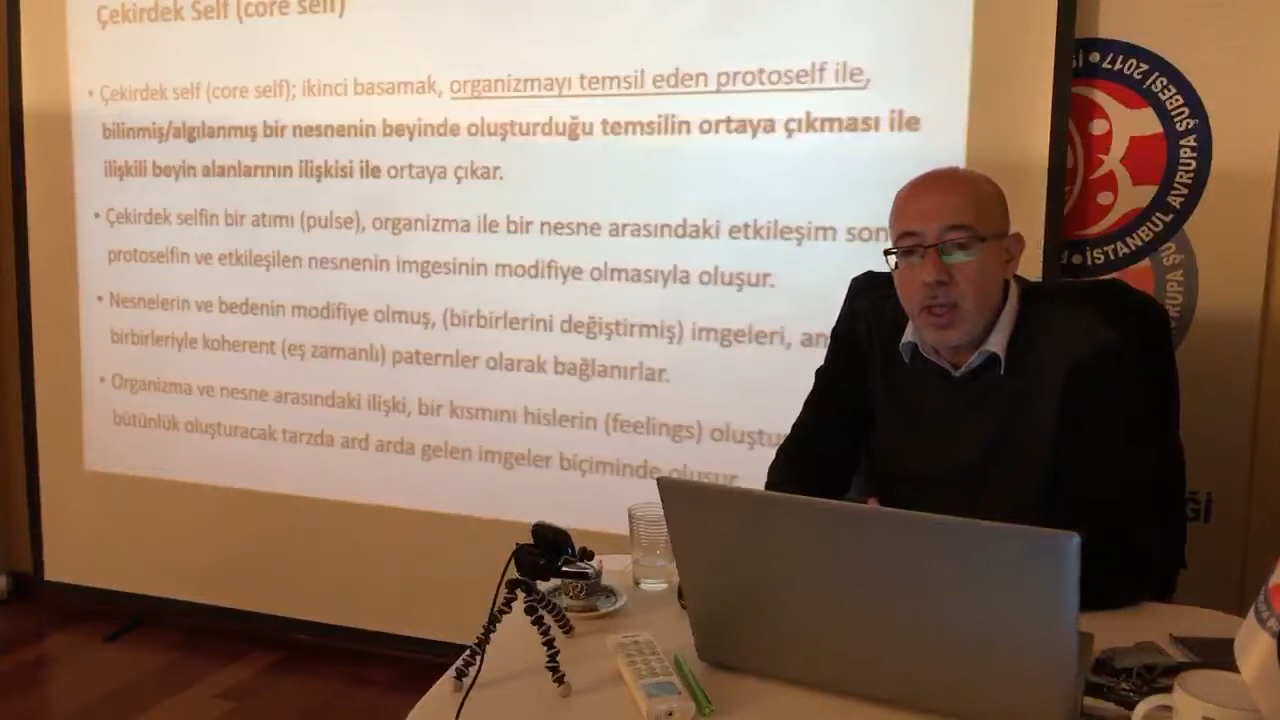 Çekirdek Self (core self)
• Çekirdek self (core self); ikinci basamak, organizmayı temsil eden protoself ile,
bilinmiş/algılanmış bir nesnenin beyinde oluşturduğu temsilin ortaya çıkması ile
ilişkili beyin alanlarının ilişkisi ile ortaya çıkar.
• Çekirdek selfin bir atımı (pulse), organizma ile bir nesne arasındaki etkileşim son
protoselfin ve etkileşilen nesnenin imgesinin modifiye olmasıyla oluşur.
• Nesnelerin ve bedenin modifiye olmuş, (birbirlerini değiştirmiş) imgeleri, an
birbirleriyle koherent (eş zamanlı) paternler olarak bağlanırlar.
• Organizma ve nesne arasındaki ilişki, bir kısmını hislerin (feelings) oluştu
bütünlük oluşturacak tarzda ard arda gelen imgeler biçiminde oluşur.
İSTANBUL AVRUPA ŞUBESİ 2017
RUPA ŞU
Ğİ